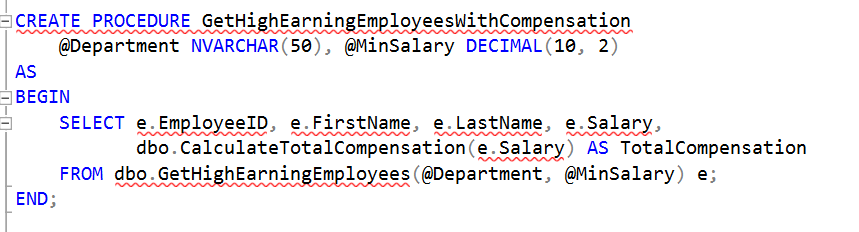 CREATE PROCEDURE GetHighEarningEmployeesWithCompensation
@Department NVARCHAR(50), @MinSalary DECIMAL(10, 2)
AS
BEGIN
SELECT e.EmployeeID, e.FirstName, e.LastName, e.Salary,
dbo.CalculateTotalCompensation(e.Salary) AS TotalCompensation
FROM dbo.GetHighEarningEmployees(@Department, @MinSalary) e;
END;